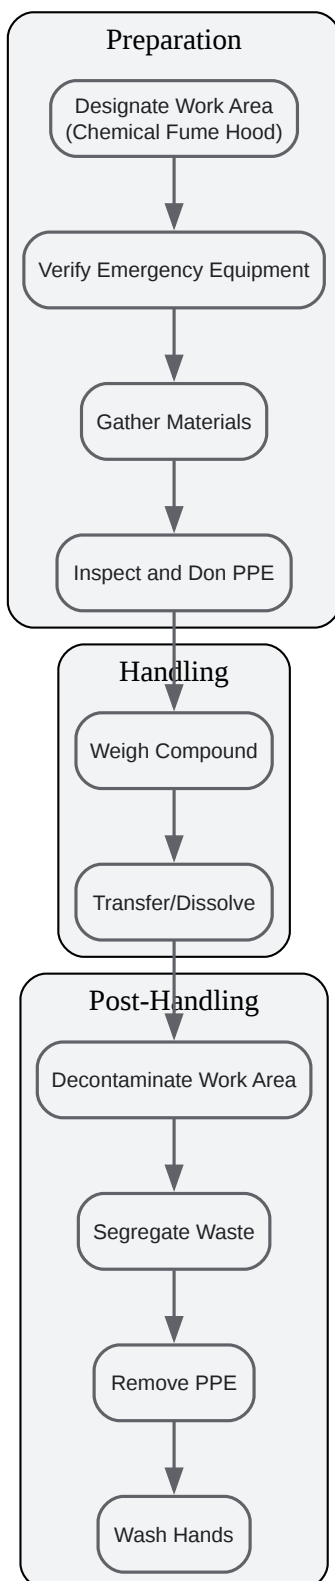 Preparation
Designate Work Area
(Chemical Fume Hood)
Verify Emergency Equipment
Gather Materials
Inspect and Don PPE
Handling
Weigh Compound
Transfer/Dissolve
Post-Handling
Decontaminate Work Area
Segregate Waste
Remove PPE
Wash Hands